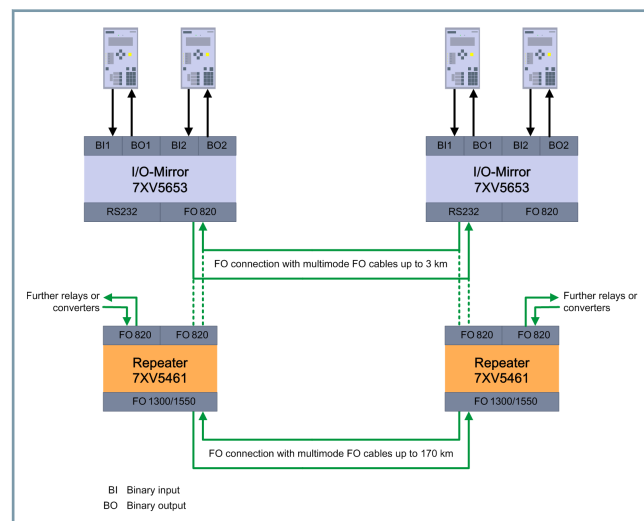 BI1 BO1 BI2 BO2
I/O-Mirror
7XV5653
RS232 FO 820
BI1 BO1 BI2 BO2
I/O-Mirror
7XV5653
RS232 FO 820
FO connection with multimode FO cables up to 3 km
Further relays or
converters
Further relays or
converters
FO 820 FO 820
Repeater
7XV5461
FO 1300/1550
FO 820 FO 820
Repeater
7XV5461
FO 1300/1550
FO connection with multimode FO cables up to 170 km
BI Binary input
BO Binary output